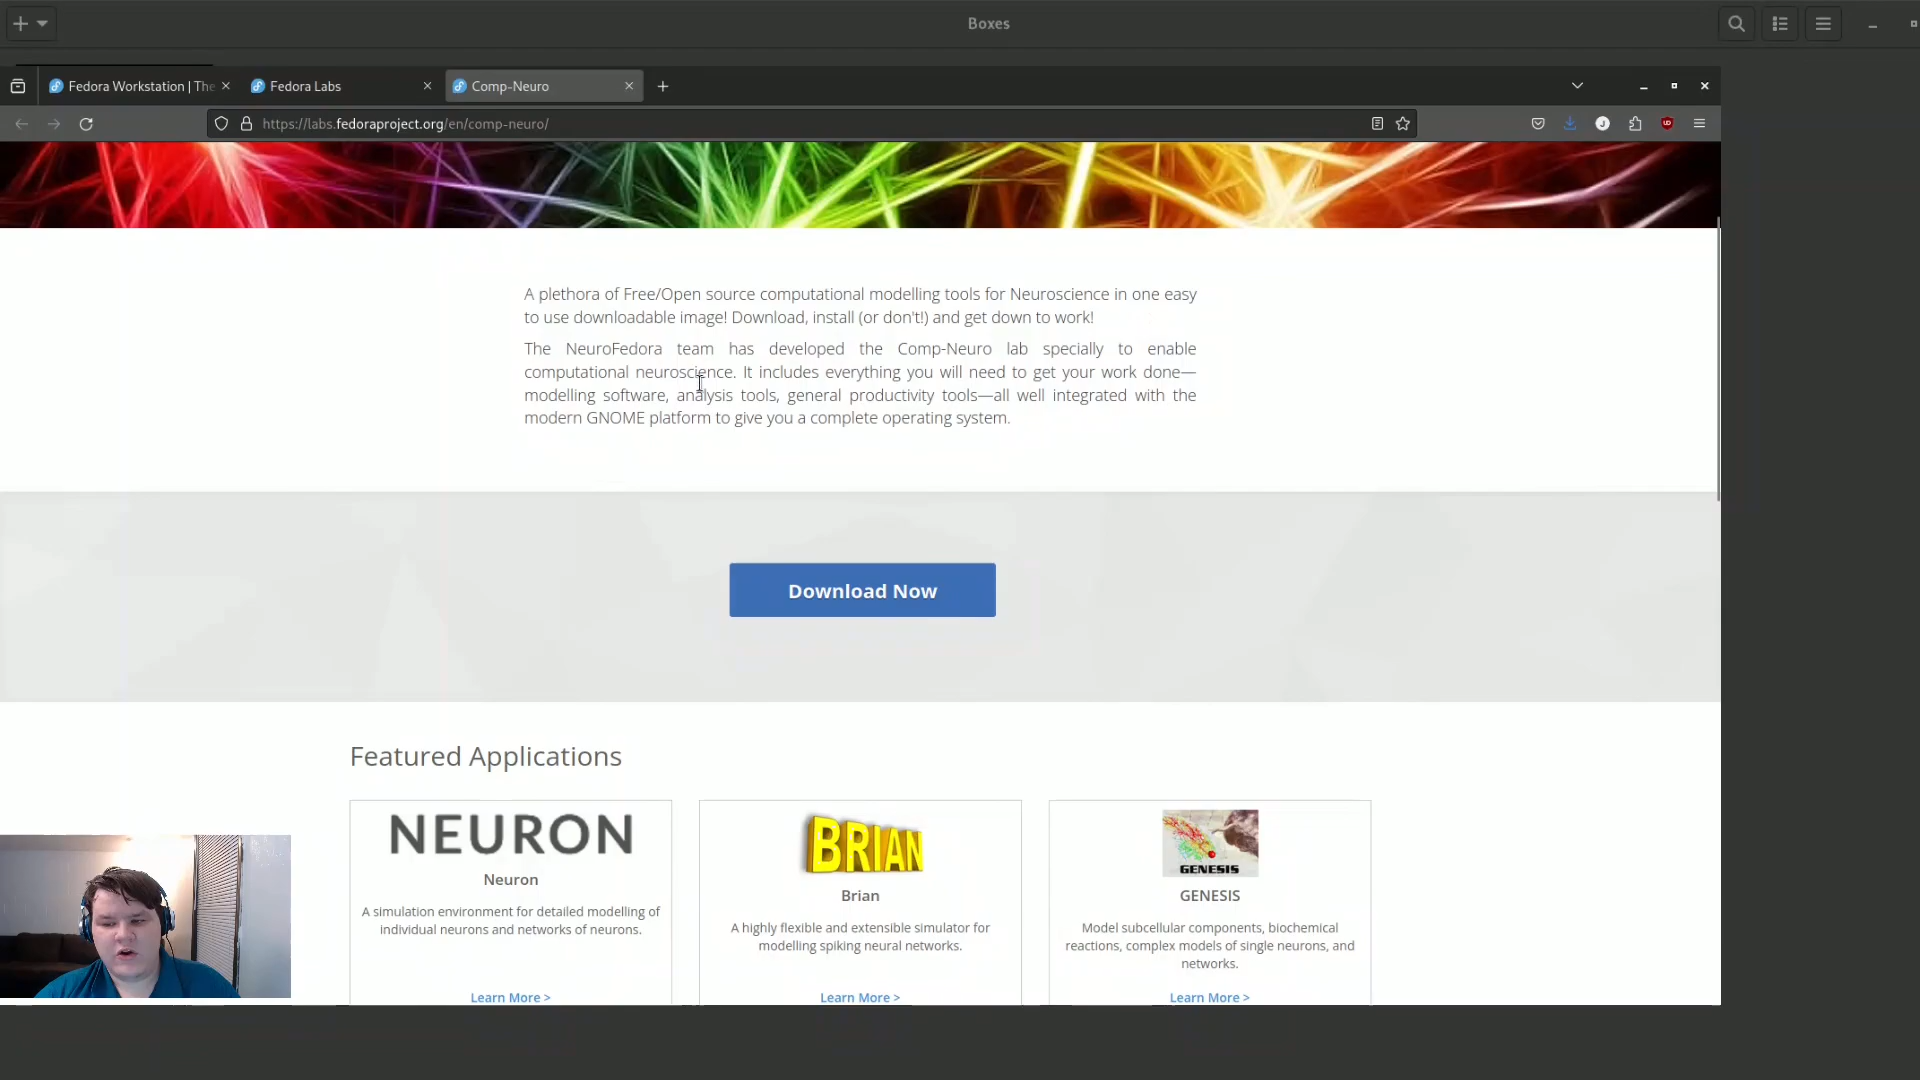 Boxes
Fedora Workstation | The
Fedora Labs
Comp-Neuro
https://labs.fedoraproject.org/en/comp-neuro/
A plethora of Free/Open source computational modelling tools for Neuroscience in one easy
to use downloadable image! Download, install (or don't!) and get down to work!
The NeuroFedora team has developed the Comp-Neuro lab specially to enable
computational neuroscience. It includes everything you will need to get your work done—
modelling software, analysis tools, general productivity tools—all well integrated with the
modern GNOME platform to give you a complete operating system.
Download Now
Featured Applications
NEURON
Neuron
A simulation environment for detailed modelling of
individual neurons and networks of neurons.
Learn More >
BRIAN
Brian
A highly flexible and extensible simulator for
modelling spiking neural networks.
Learn More >
GENESIS
GENESIS
Model subcellular components, biochemical
reactions, complex models of single neurons, and
networks.
Learn More >